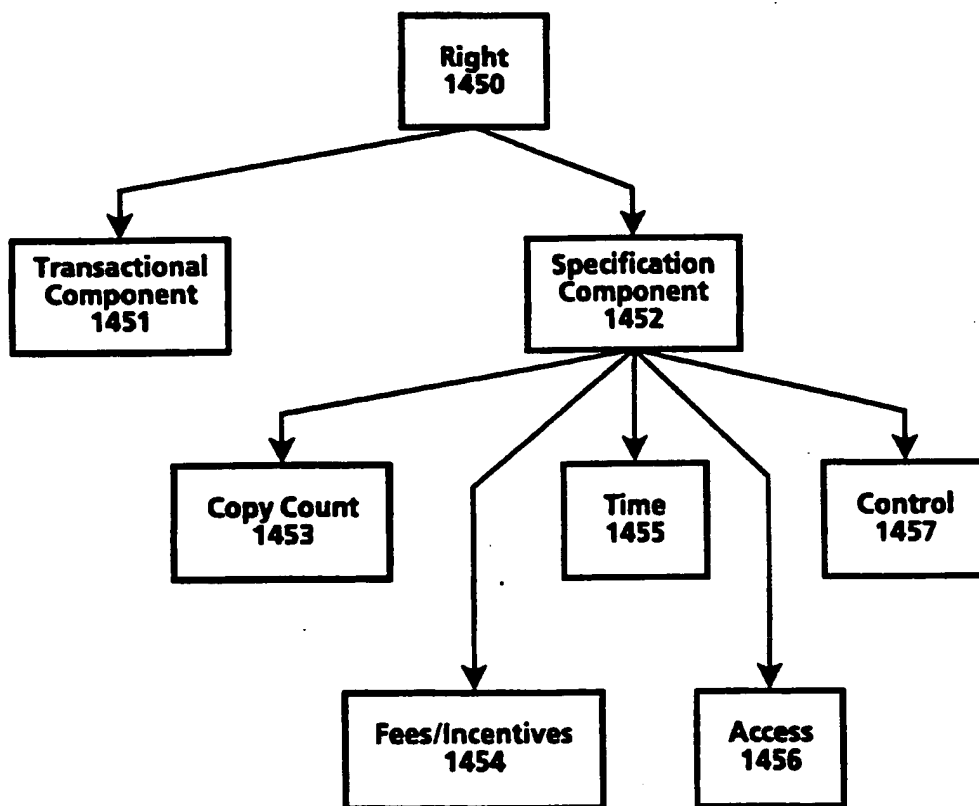 Right
1450
Transactional
Component
1451
Specification
Component
1452
Copy Count
1453
Time
1455
Control
1457
Fees/Incentives
1454
Access
1456